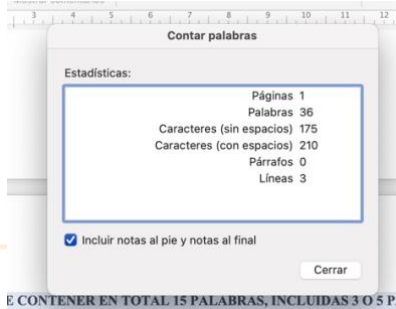 3 4 5 6 7 8 9 10 11 12
Contar palabras
Estadísticas:
Páginas 1
Palabras 36
Caracteres (sin espacios) 175
Caracteres (con espacios) 210
Párrafos 0
Líneas 3
Incluir notas al pie y notas al final
Cerrar
CONTENER EN TOTAL 15 PALABRAS, INCLUIDAS 3 O 5